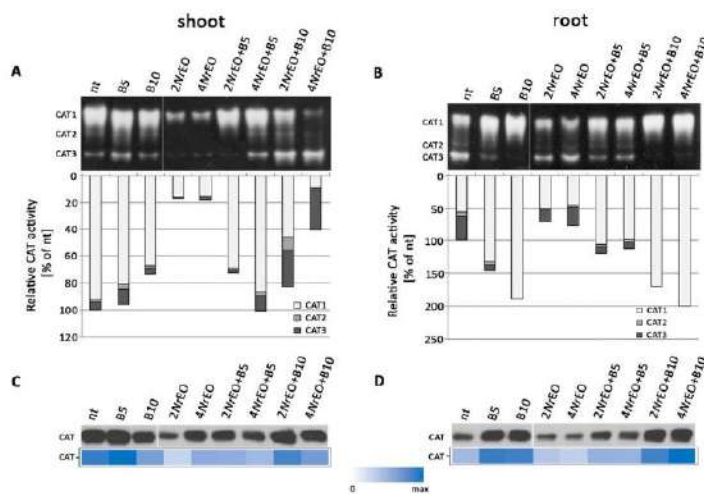 shoot
root
A
nt B5 B10 2NrEO 4NrEO 2NrEO+B5 4NrEO+B5 2NrEO+B10 4NrEO+B10
CAT1
CAT2
CAT3
0
20
40
60
80
100
120
Relative CAT activity
[% of nt]
CAT1
CAT2
CAT3
B
nt B5 B10 2NrEO 4NrEO 2NrEO+B5 4NrEO+B5 2NrEO+B10 4NrEO+B10
CAT1
CAT2
CAT3
0
50
100
150
200
250
Relative CAT activity
[% of nt]
CAT1
CAT2
CAT3
C
nt B5 B10 2NrEO 4NrEO 2NrEO+B5 4NrEO+B5 2NrEO+B10 4NrEO+B10
CAT
CAT
0 max
D
nt B5 B10 2NrEO 4NrEO 2NrEO+B5 4NrEO+B5 2NrEO+B10 4NrEO+B10
CAT
CAT